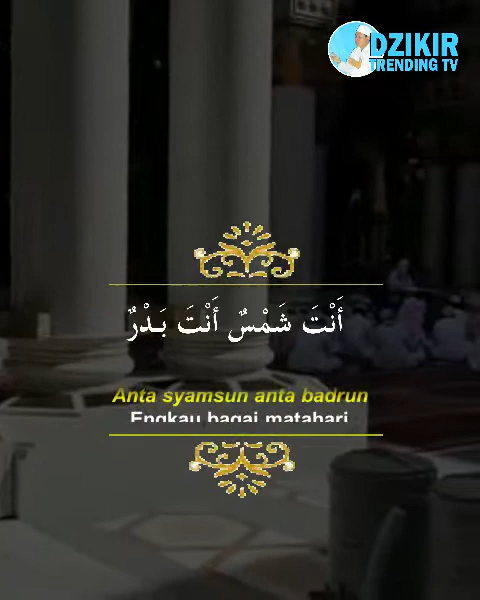 DZIKIR
TRENDING TV
أَنْتَ شَمْسٌ أَنْتَ بَدْرٌ
Anta syamsun anta badrun
Engkau bagai matahari